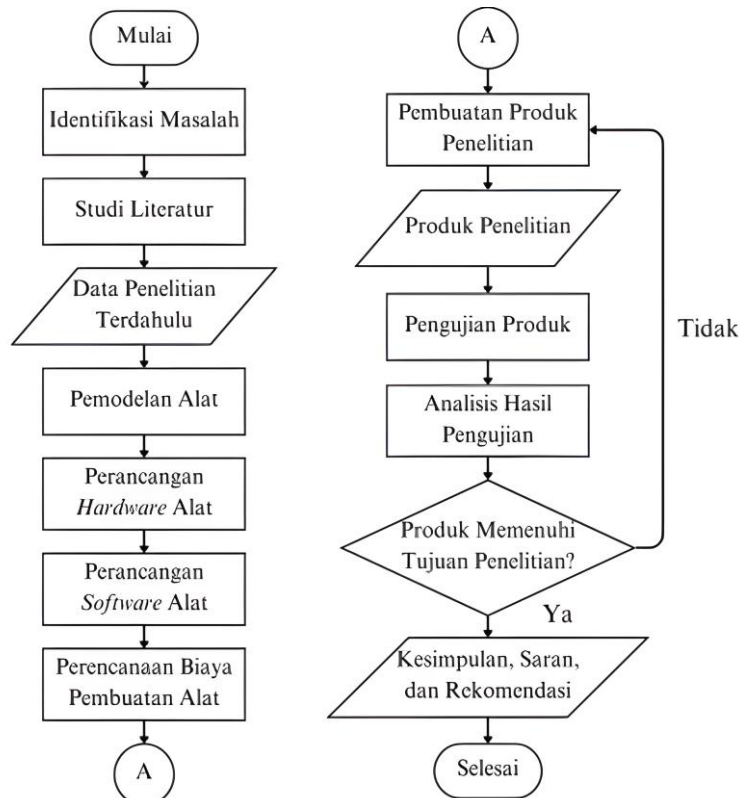 Mulai
Identifikasi Masalah
Studi Literatur
Data Penelitian
Terdahulu
Pemodelan Alat
Perancangan
Hardware Alat
Perancangan
Software Alat
Perencanaan Biaya
Pembuatan Alat
A
A
Pembuatan Produk
Penelitian
Produk Penelitian
Pengujian Produk
Analisis Hasil
Pengujian
Produk Memenuhi
Tujuan Penelitian?
Tidak
Ya
Kesimpulan, Saran,
dan Rekomendasi
Selesai